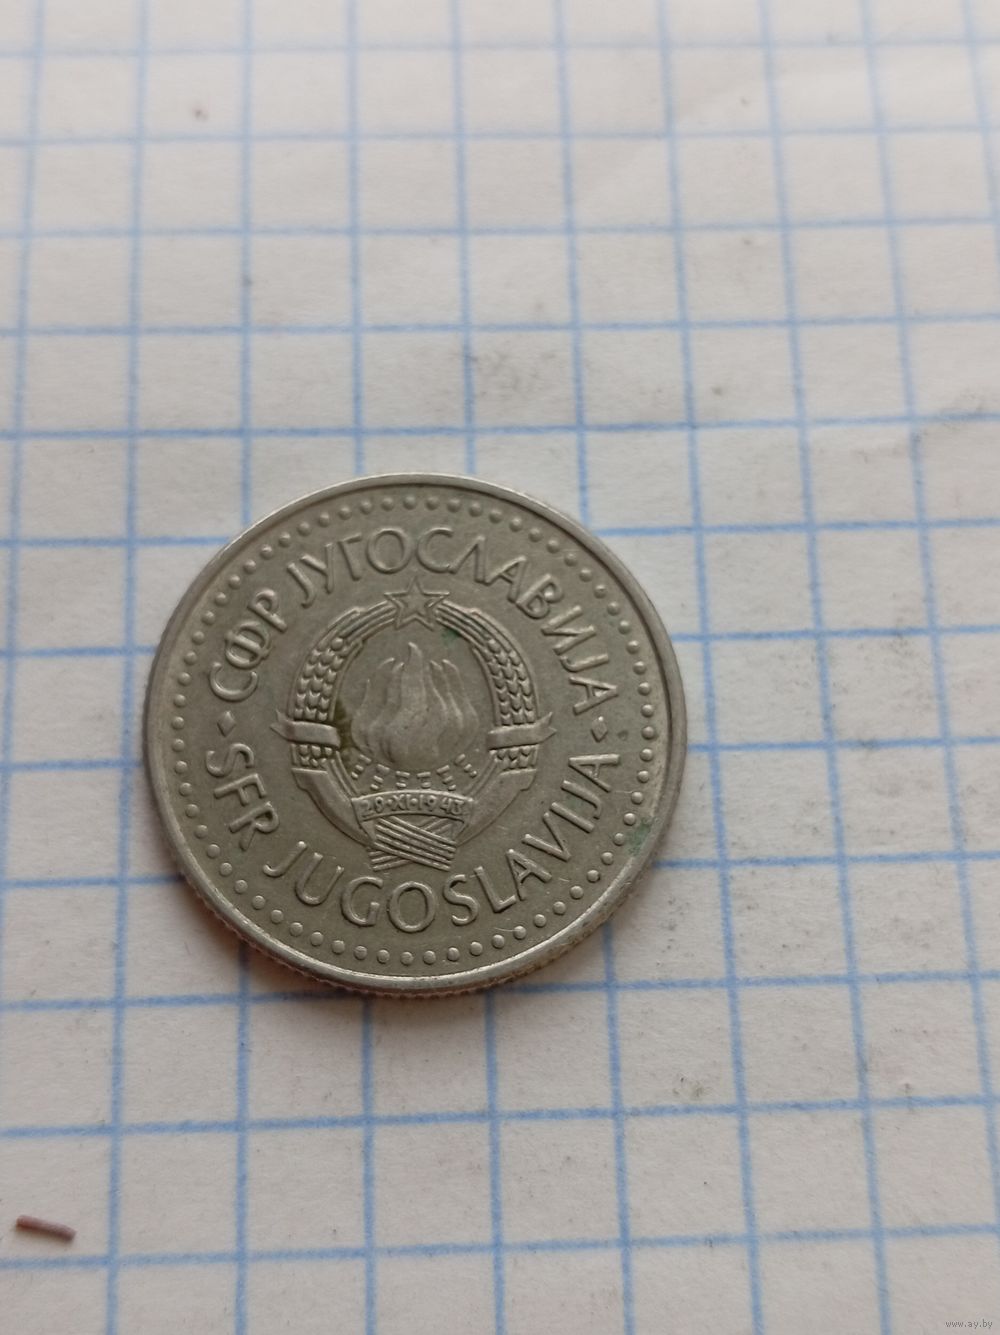 СФР ЈУГОСЛАВИЈА
SFR JUGOSLAVIJA
29·XI·1943
www.ay.by